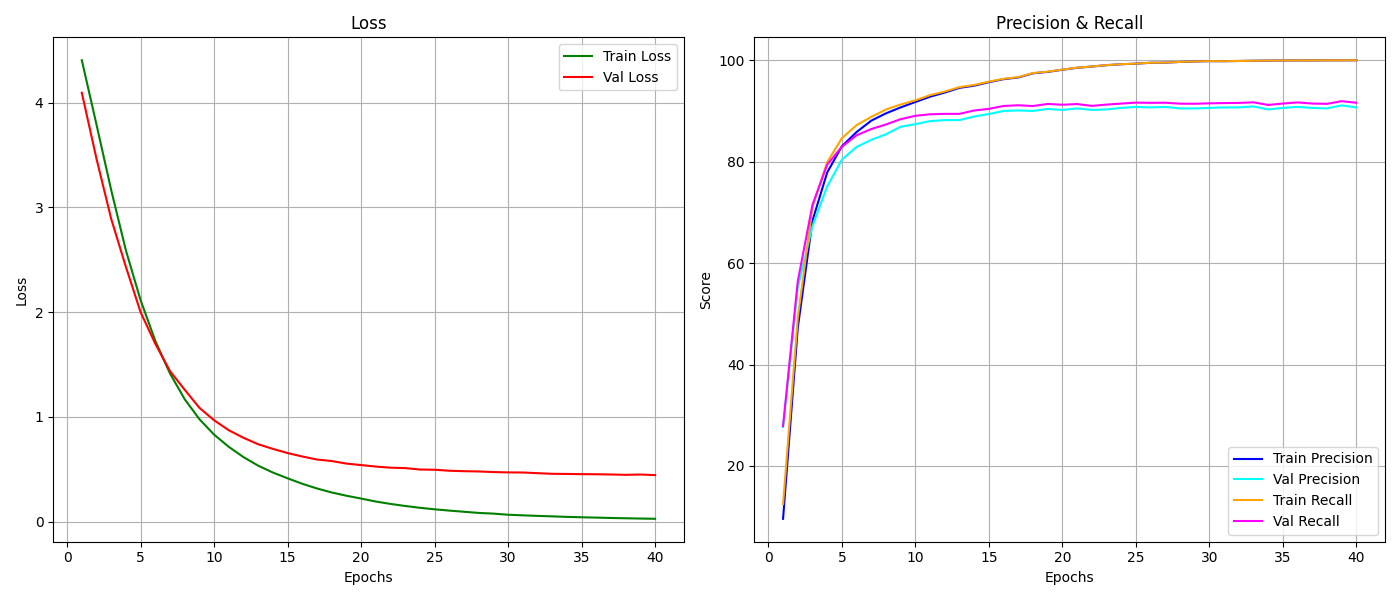 Loss
Train Loss
Val Loss
Loss
4
3
2
1
0
0 5 10 15 20 25 30 35 40
Epochs
Precision & Recall
Score
100
80
60
40
20
Train Precision
Val Precision
Train Recall
Val Recall
0 5 10 15 20 25 30 35 40
Epochs